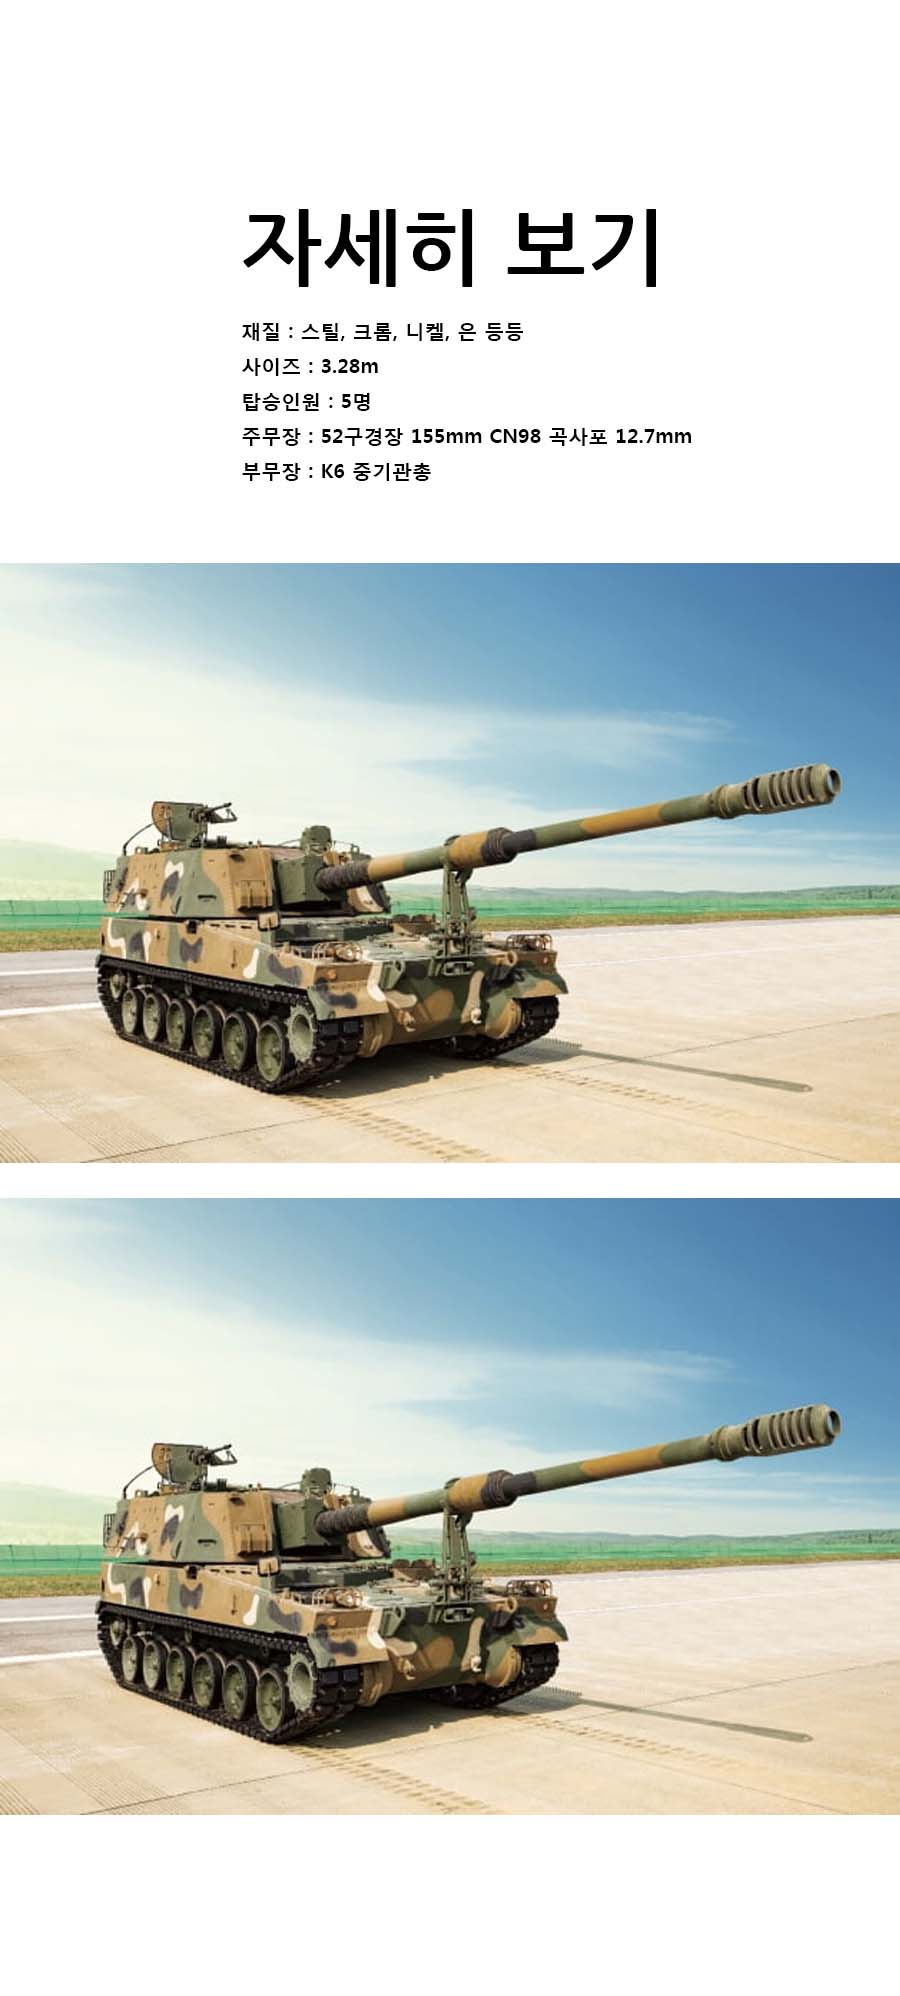 자세히 보기
재질 : 스틸, 크롬, 니켈, 은 등등
사이즈 : 3.28m
탑승인원 : 5명
주무장 : 52구경장 155mm CN98 곡사포 12.7mm
부무장 : K6 중기관총